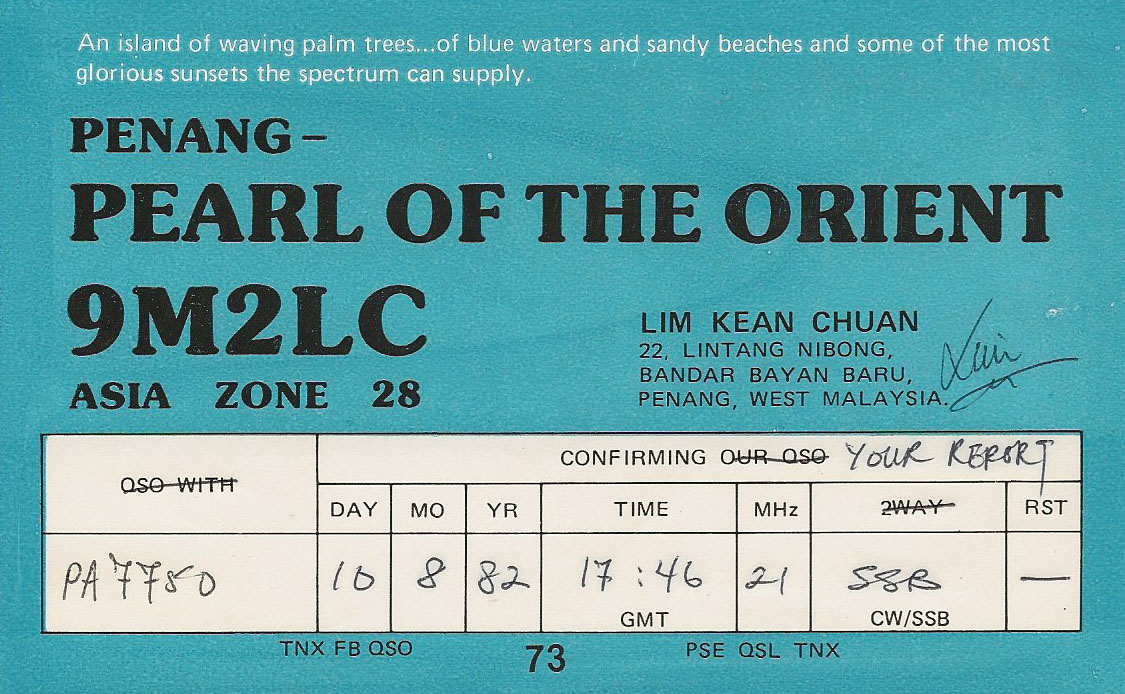 An island of waving palm trees...of blue waters and sandy beaches and some of the most
glorious sunsets the spectrum can supply.
PENANG –
PEARL OF THE ORIENT
9M2LC
ASIA ZONE 28
LIM KEAN CHUAN
22, LINTANG NIBONG,
BANDAR BAYAN BARU,
PENANG, WEST MALAYSIA.
QSO WITH
CONFIRMING OUR QSO YOUR REPORT
DAY MO YR TIME MHz 2WAY RST
PA7750 10 8 82 17:46 21 SSB —
GMT CW/SSB
TNX FB QSO 73 PSE QSL TNX